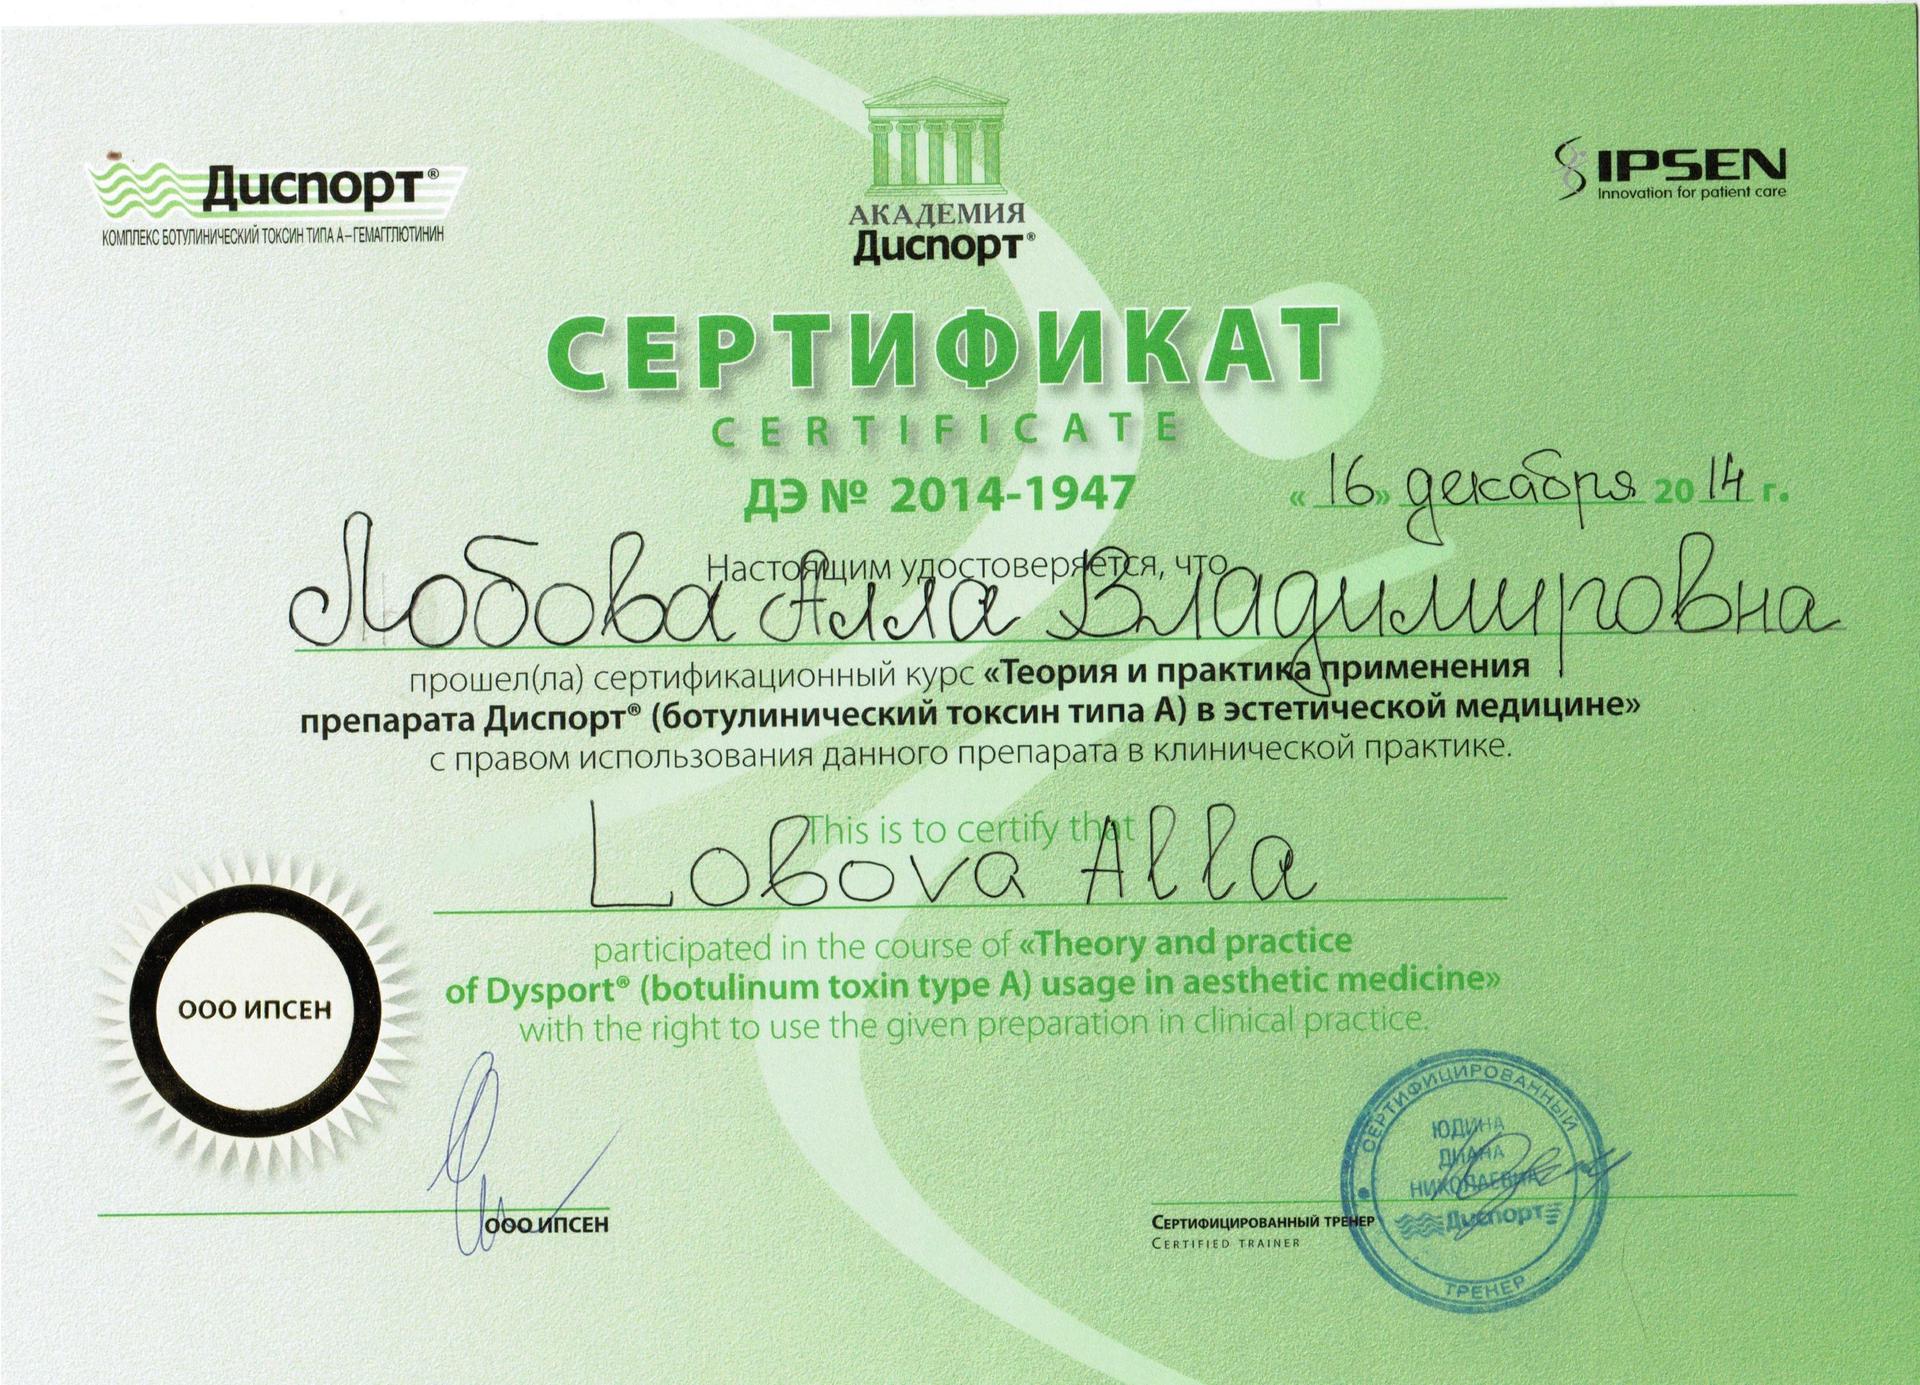 Диспорт®
КОМПЛЕКС БОТУЛИНИЧЕСКИЙ ТОКСИН ТИПА А–ГЕМАГГЛЮТИНИН
АКАДЕМИЯ
Диспорт®
IPSEN
Innovation for patient care
СЕРТИФИКАТ
CERTIFICATE
ДЭ № 2014-1947
«16» декабря 2014 г.
Настоящим удостоверяется, что
Лобова Алла Владимировна
прошел(ла) сертификационный курс «Теория и практика применения
препарата Диспорт® (ботулинический токсин типа А) в эстетической медицине»
с правом использования данного препарата в клинической практике.
This is to certify that
Lobova Alla
participated in the course of «Theory and practice
of Dysport® (botulinum toxin type A) usage in aesthetic medicine»
with the right to use the given preparation in clinical practice.
ООО ИПСЕН
ООО ИПСЕН
СЕРТИФИЦИРОВАННЫЙ ТРЕНЕР
CERTIFIED TRAINER
СЕРТИФИЦИРОВАННЫЙ
ЮДИНА
ДИАНА
НИКОЛАЕВНА
Диспорт
ТРЕНЕР